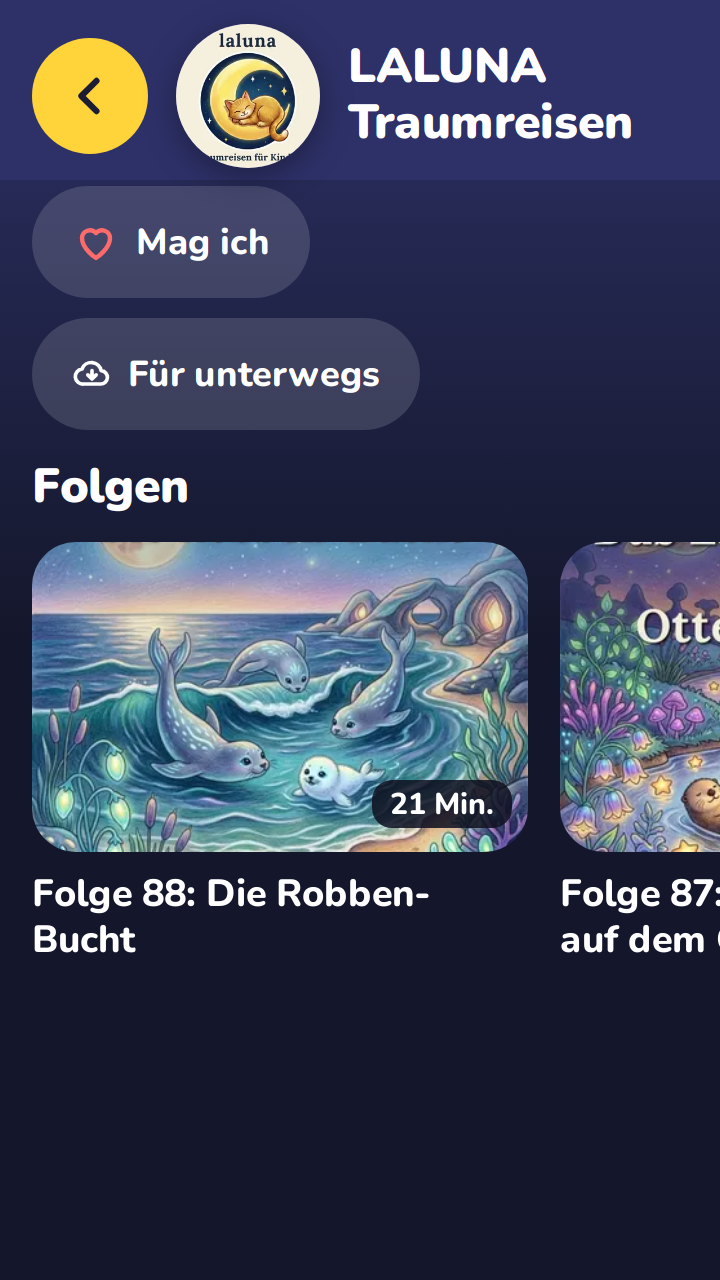 laluna
LALUNA
Traumreisen
Mag ich
Für unterwegs
Folgen
21 Min.
Folge 88: Die Robben-
Bucht
Folge 87:
auf dem